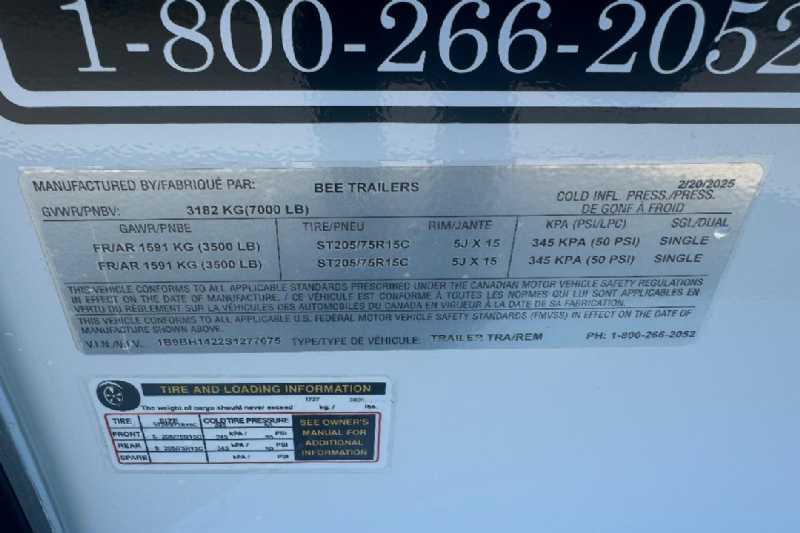 1-800-266-2052
MANUFACTURED BY/FABRIQUÉ PAR: BEE TRAILERS 2/20/2025
GVWR/PNBV: 3182 KG(7000 LB) COLD INFL. PRESS./PRESS. DE GONF À FROID
GAWR/PNBE TIRE/PNEU RIM/JANTE KPA (PSI/LPC) SGL/DUAL
FR/AR 1591 KG (3500 LB) ST205/75R15C 5J X 15 345 KPA (50 PSI) SINGLE
FR/AR 1591 KG (3500 LB) ST205/75R15C 5J X 15 345 KPA (50 PSI) SINGLE
THIS VEHICLE CONFORMS TO ALL APPLICABLE STANDARDS PRESCRIBED UNDER THE CANADIAN MOTOR VEHICLE SAFETY REGULATIONS
IN EFFECT ON THE DATE OF MANUFACTURE. / CE VÉHICULE EST CONFORME À TOUTES LES NORMES QUI LUI SONT APPLICABLES EN
VERTU DU RÈGLEMENT SUR LA SÉCURITÉ DES AUTOMOBILES DU CANADA EN VIGUEUR À LA DATE DE SA FABRICATION.
THIS VEHICLE CONFORMS TO ALL APPLICABLE U.S. FEDERAL MOTOR VEHICLE SAFETY STANDARDS (FMVSS) IN EFFECT ON THE DATE OF
MANUFACTURE SHOWN ABOVE.
V.I.N./N.I.V. 1B9BH1422S1277675 TYPE/TYPE DE VÉHICULE: TRAILER TRA/REM PH: 1-800-266-2052
TIRE AND LOADING INFORMATION
The weight of cargo should never exceed 1727 kg. / lbs.
TIRE SIZE COLD TIRE PRESSURE
FRONT 205/75R15C 345 KPA / 50 PSI
REAR 205/75R15C 345 KPA / 50 PSI
SPARE KPA / PSI
SEE OWNER'S
MANUAL FOR
ADDITIONAL
INFORMATION